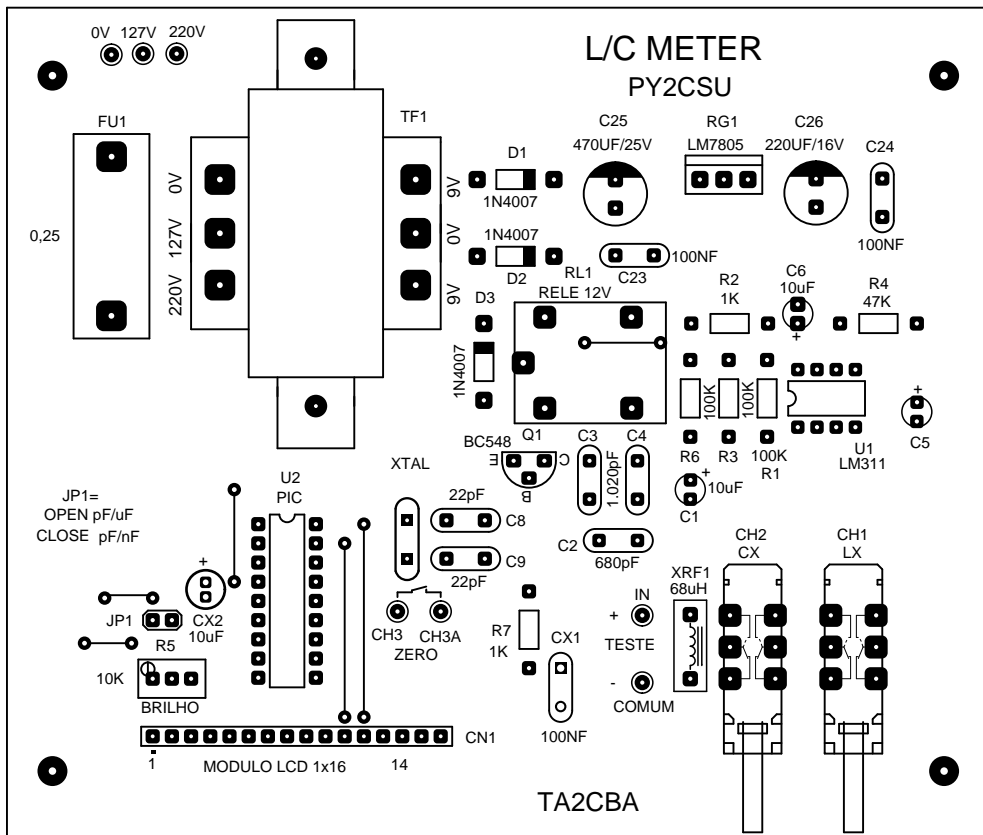 0V 127V 220V
L/C METER
PY2CSU
FU1
0,25
TF1
0V
127V
220V
9V
0V
9V
D1
1N4007
1N4007
D2
C25
470UF/25V
RG1
LM7805
C26
220UF/16V
C24
100NF
100NF
C23
RL1
RELE 12V
D3
1N4007
R2
1K
C6
10uF
+
R4
47K
100K
100K
R6
R3
100K
R1
U1
LM311
+
C5
Q1
BC548
E
C
B
C3
C4
1.020pF
+
10uF
C1
C2
680pF
XTAL
22pF
C8
C9
22pF
U2
PIC
JP1=
OPEN pF/uF
CLOSE pF/nF
+
CX2
10uF
JP1
R5
10K
BRILHO
CH3
CH3A
ZERO
R7
1K
CX1
100NF
IN
+
TESTE
-
COMUM
XRF1
68uH
CH2
CX
CH1
LX
CN1
1
MODULO LCD 1x16
14
TA2CBA